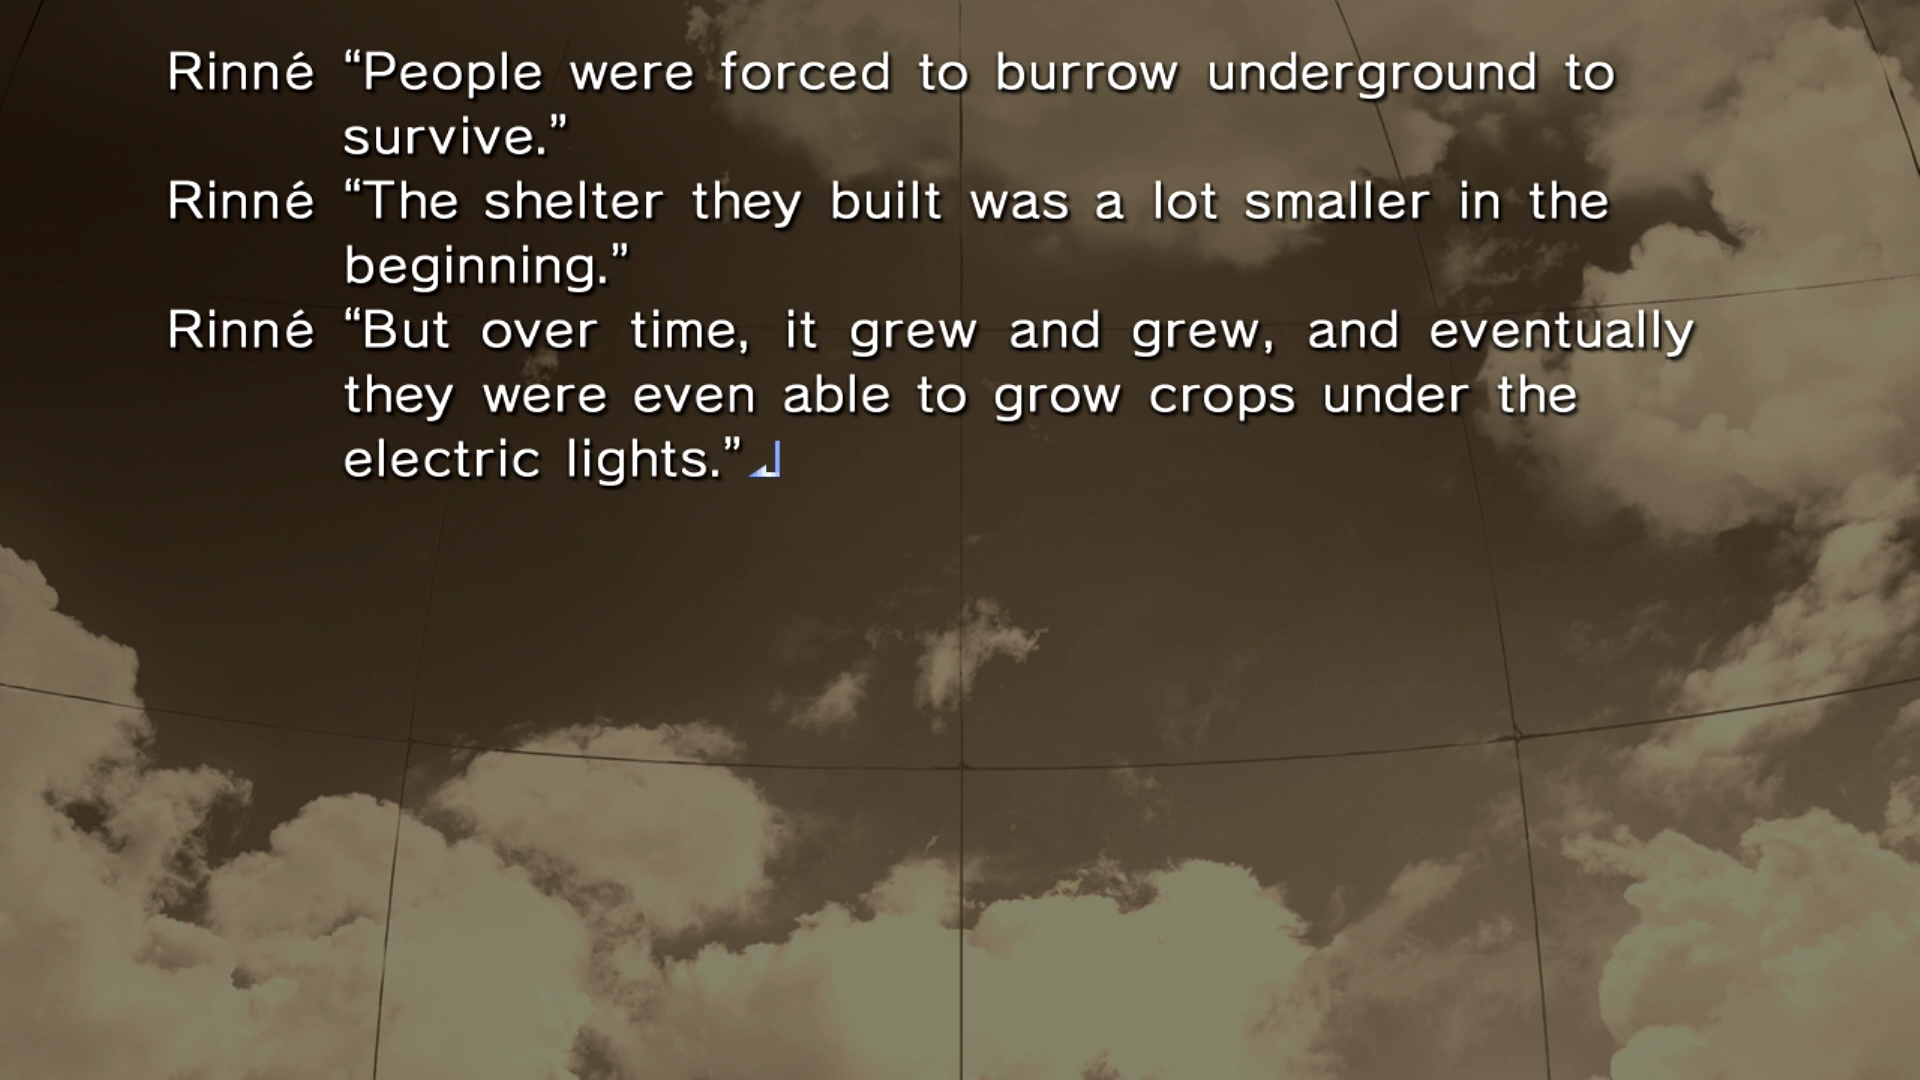 Rinné “People were forced to burrow underground to
survive.”
Rinné “The shelter they built was a lot smaller in the
beginning.”
Rinné “But over time, it grew and grew, and eventually
they were even able to grow crops under the
electric lights.”